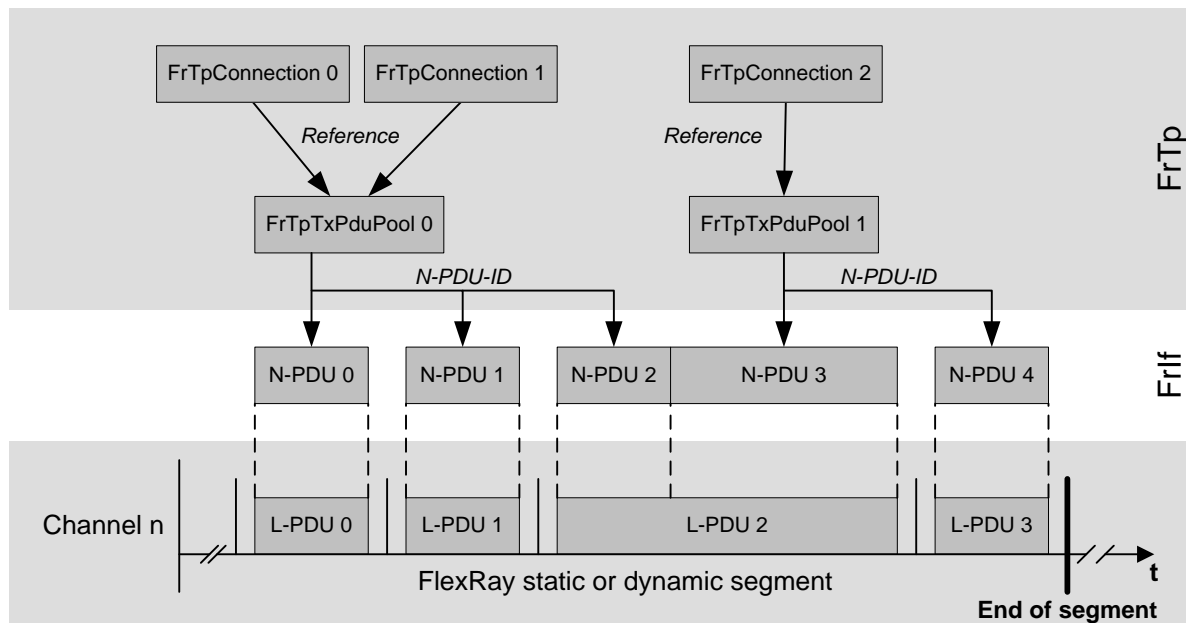 FrTpConnection 0
FrTpConnection 1
FrTpConnection 2
Reference
Reference
FrTp
FrTpTxPduPool 0
FrTpTxPduPool 1
N-PDU-ID
N-PDU-ID
N-PDU 0
N-PDU 1
N-PDU 2
N-PDU 3
N-PDU 4
FrIf
Channel n
L-PDU 0
L-PDU 1
L-PDU 2
L-PDU 3
FlexRay static or dynamic segment
t
End of segment